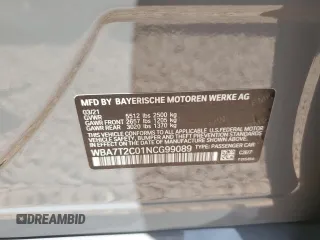 MFD BY BAYERISCHE MOTOREN WERKE AG
03/21
GVWR 5512 lbs 2500 kg
GAWR FRONT 2657 lbs 1205 kg
GAWR REAR 3020 lbs 1370 kg
THIS VEHICLE CONFORMS TO ALL APPLICABLE
U.S. FEDERAL MOTOR VEHICLE
SAFETY, BUMPER AND THEFT
PREVENTION STANDARDS IN EFFECT
ON THE DATE OF MANUFACTURE
SHOWN ABOVE.
WBA7T2C01NCG99089
TYPE: PASSENGER CAR
DREAMBID